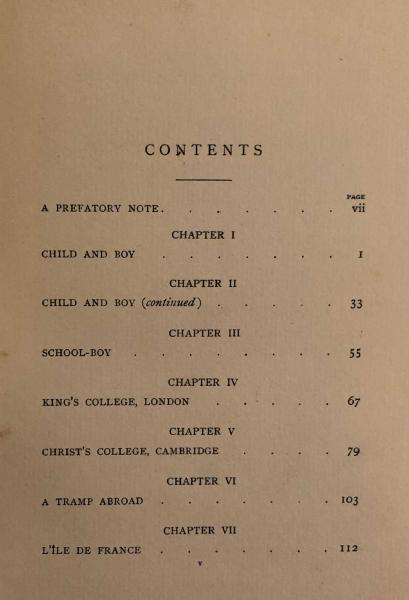 CONTENTS
PAGE
A PREFATORY NOTE . . . . . . . vii
CHAPTER I
CHILD AND BOY . . . . . . . 1
CHAPTER II
CHILD AND BOY (continued) . . . . . 33
CHAPTER III
SCHOOL-BOY . . . . . . . 55
CHAPTER IV
KING'S COLLEGE, LONDON . . . . . 67
CHAPTER V
CHRIST'S COLLEGE, CAMBRIDGE . . . . 79
CHAPTER VI
A TRAMP ABROAD . . . . . . . 103
CHAPTER VII
L'ÎLE DE FRANCE . . . . . . . 112
v